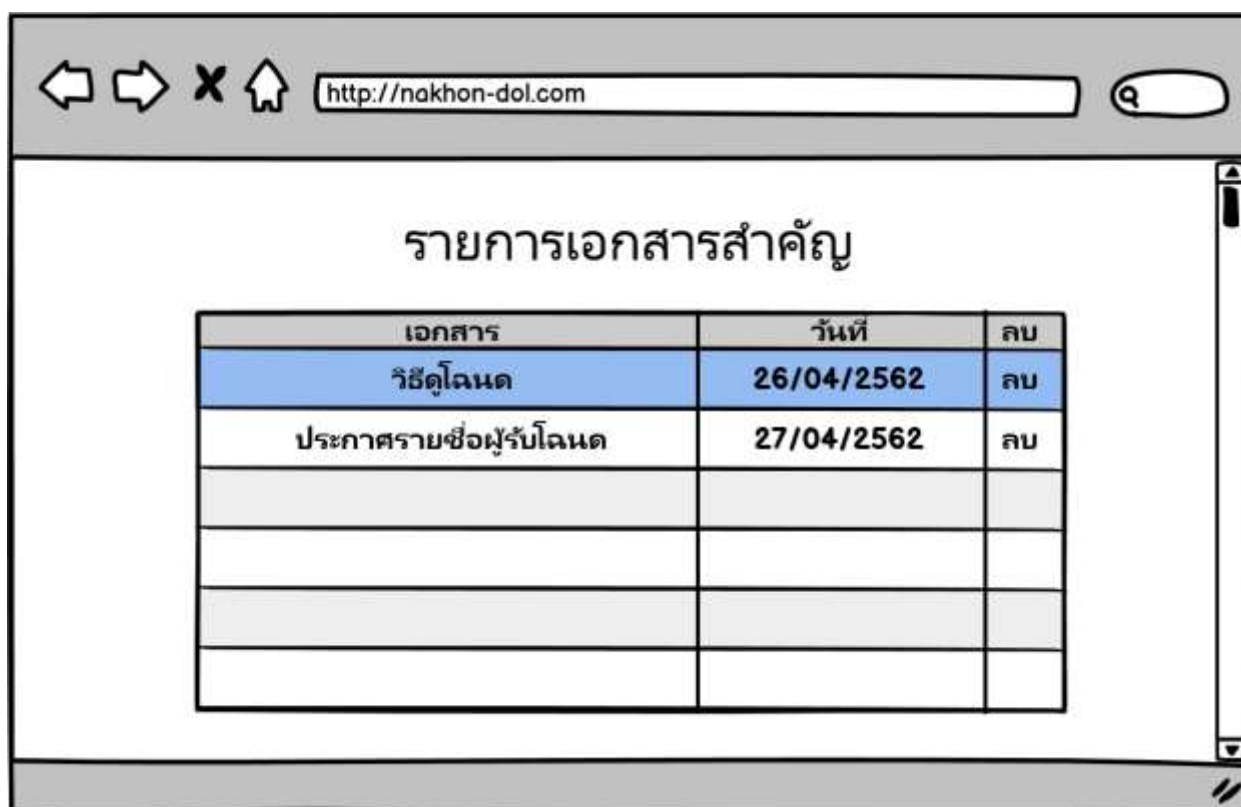 http://nakhon-dol.com
รายการเอกสารสำคัญ
เอกสาร วันที่ ลบ
วิธีดูโฉนด 26/04/2562 ลบ
ประกาศรายชื่อผู้รับโฉนด 27/04/2562 ลบ